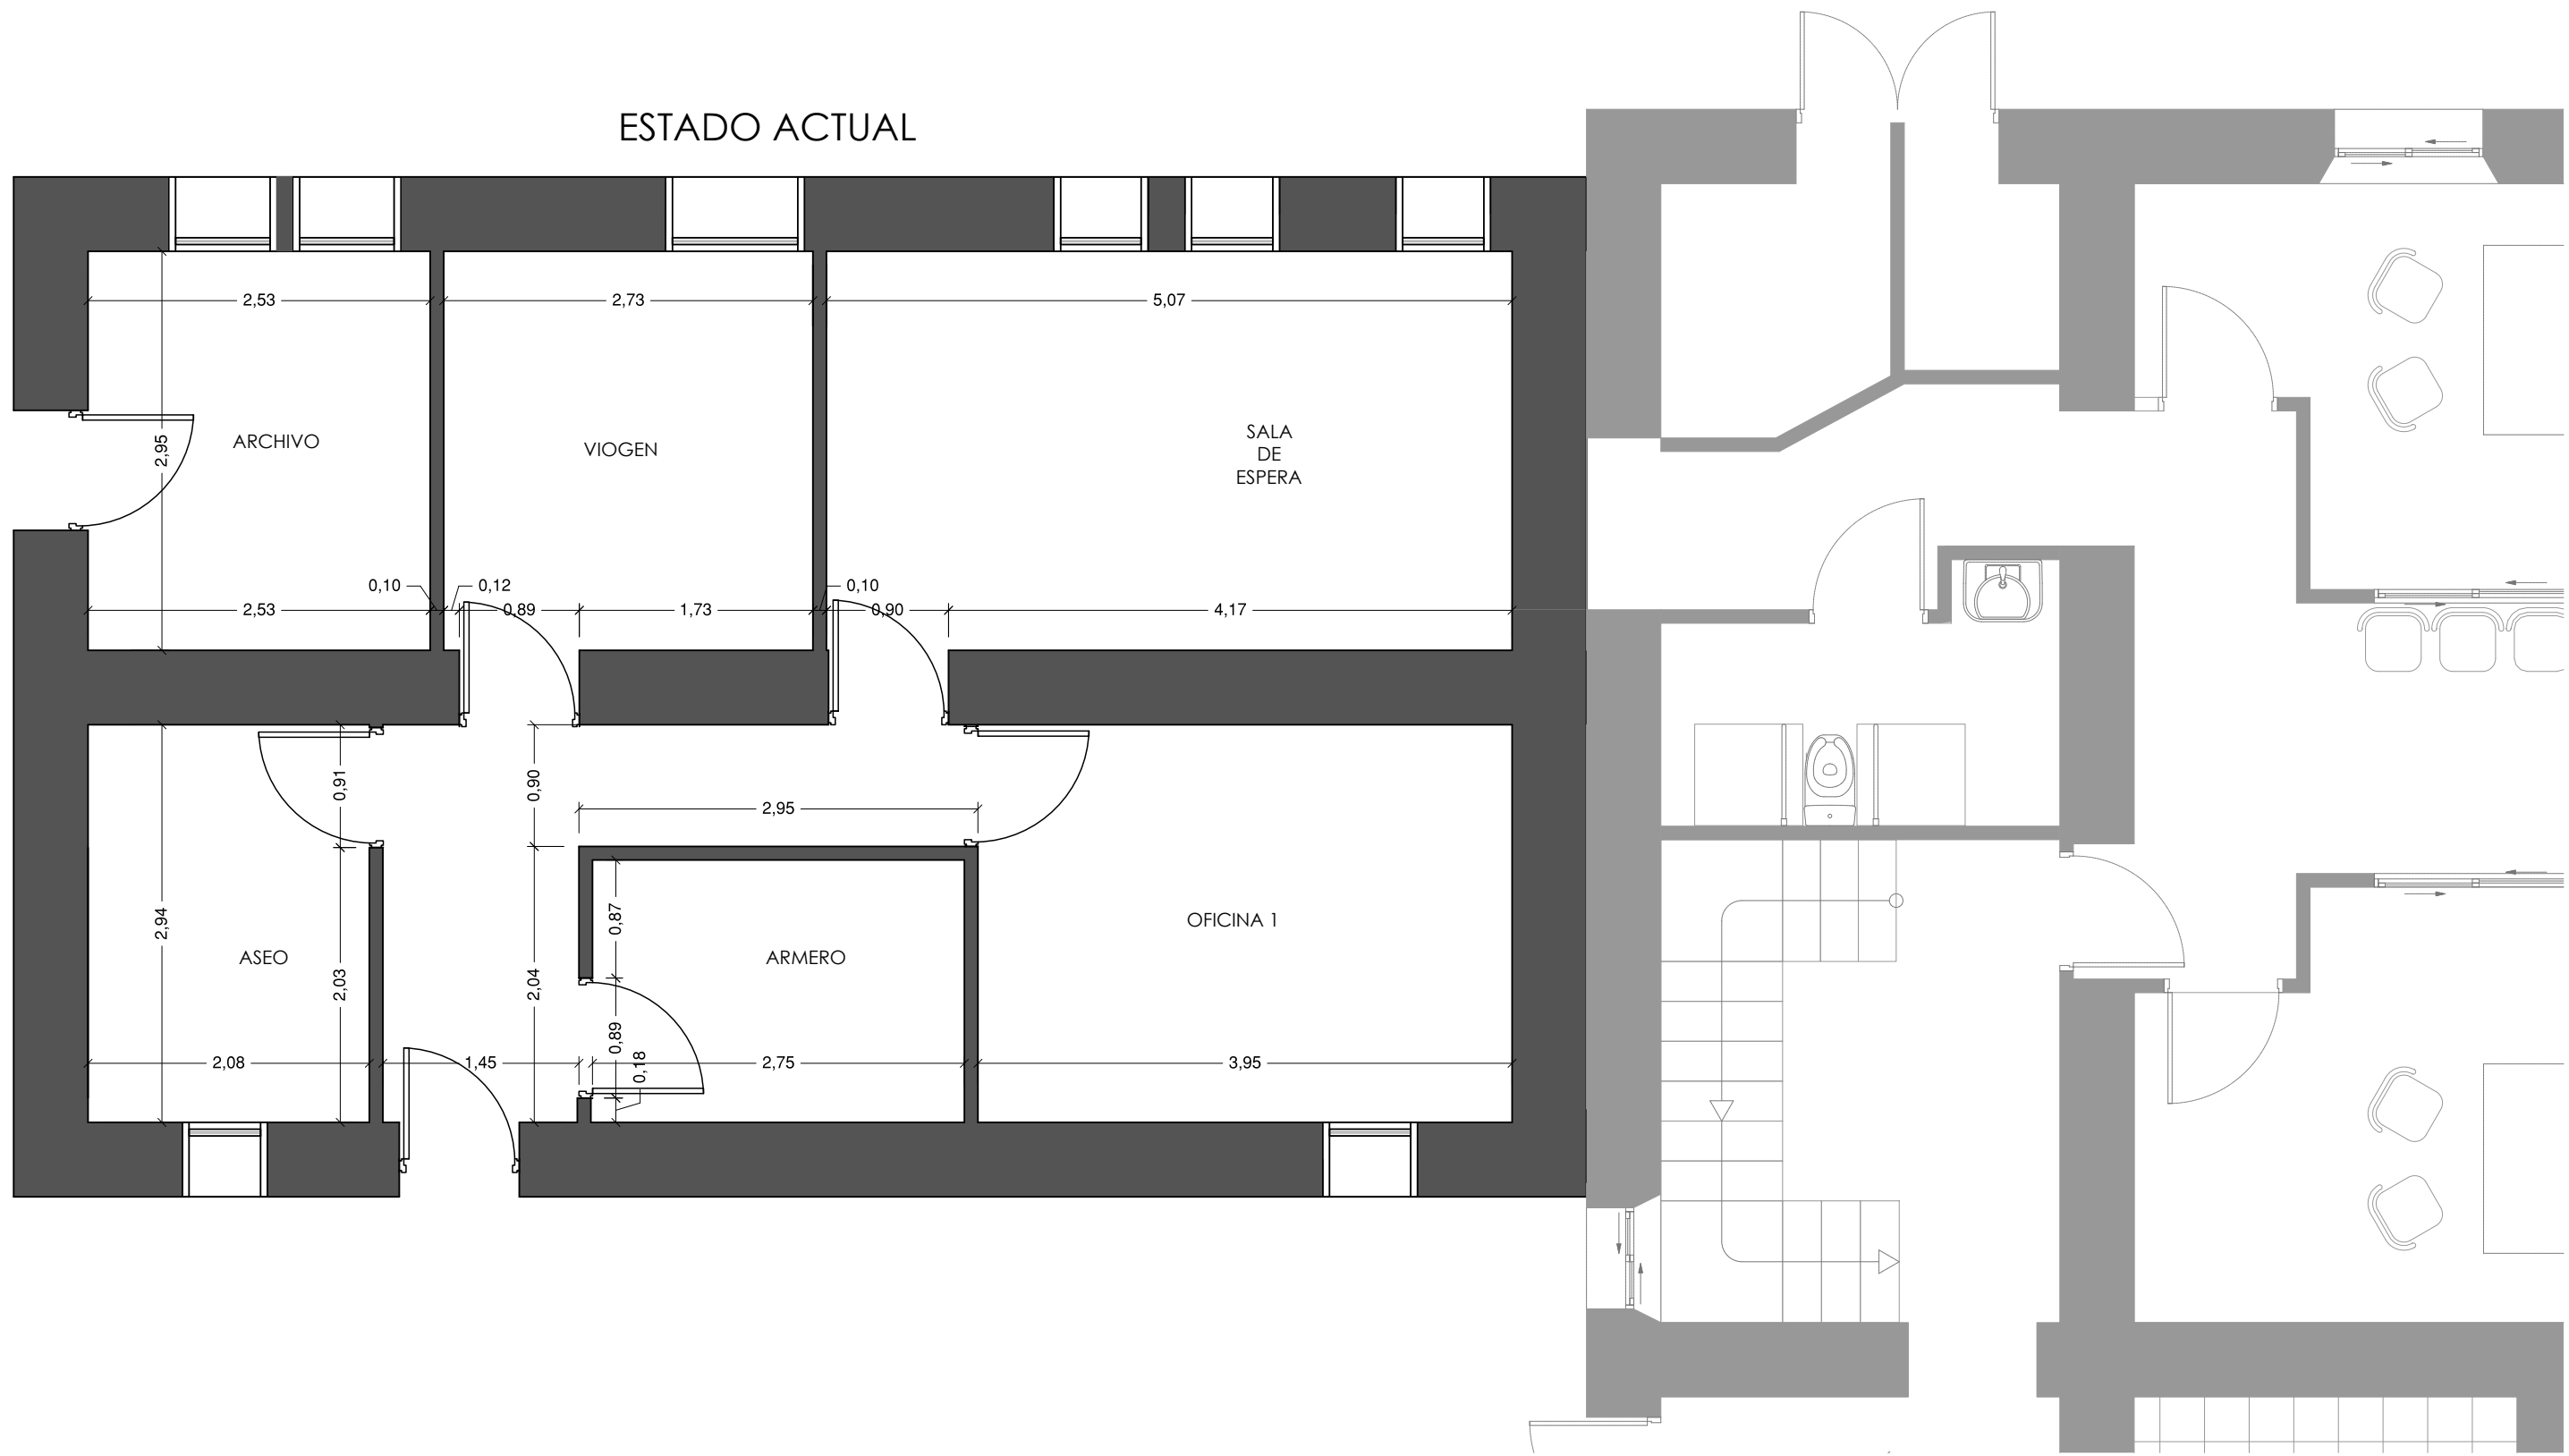 ESTADO ACTUAL
2,53
2,73
5,07
ARCHIVO
2,95
VIOGEN
SALA
DE
ESPERA
0,10
0,12
0,10
2,53
0,89
1,73
0,90
4,17
0,91
0,90
2,95
2,94
2,03
2,04
0,87
ASEO
ARMERO
OFICINA 1
0,89
0,18
2,08
1,45
2,75
3,95